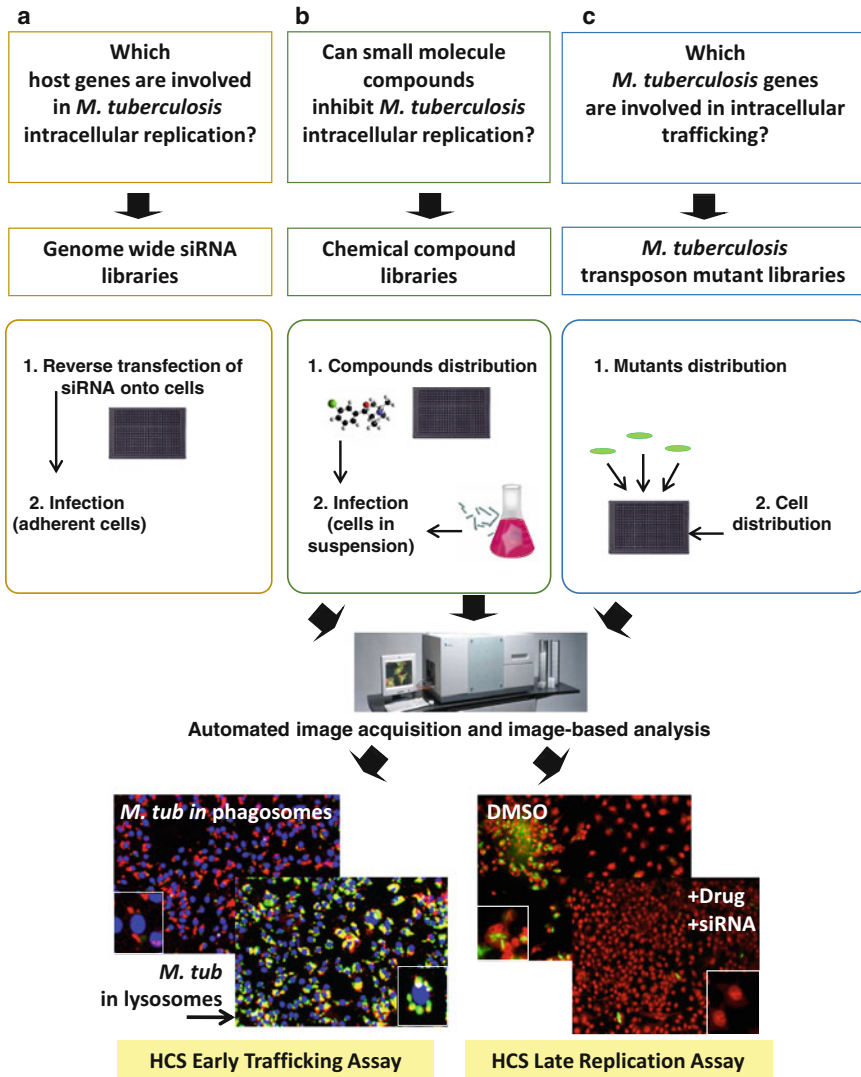 a
Which
host genes are involved
in M. tuberculosis
intracellular replication?
Genome wide siRNA
libraries
1. Reverse transfection of
siRNA onto cells
2. Infection
(adherent cells)
b
Can small molecule
compounds
inhibit M. tuberculosis
intracellular replication?
Chemical compound
libraries
1. Compounds distribution
2. Infection
(cells in
suspension)
c
Which
M. tuberculosis genes
are involved in intracellular
trafficking?
M. tuberculosis
transposon mutant libraries
1. Mutants distribution
2. Cell
distribution
Automated image acquisition and image-based analysis
M. tub in phagosomes
M. tub
in lysosomes
HCS Early Trafficking Assay
DMSO
+Drug
+siRNA
HCS Late Replication Assay